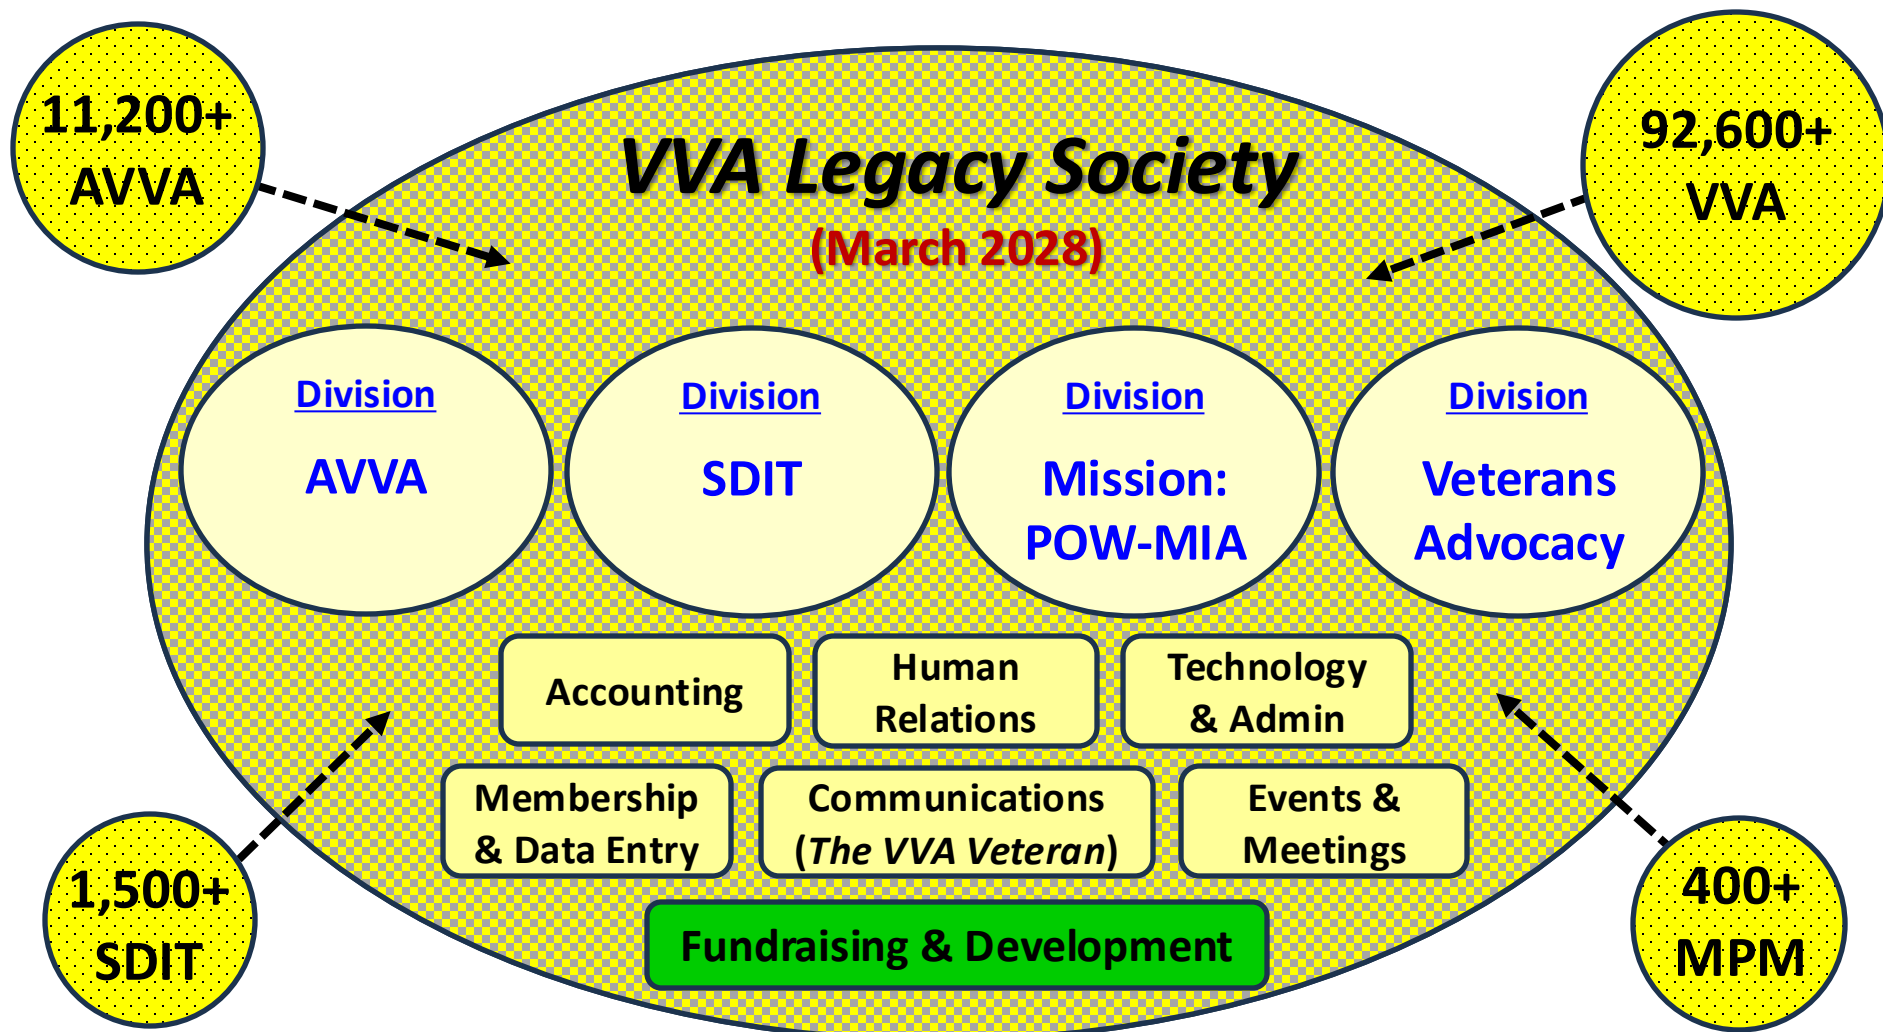 11,200+
AVVA
92,600+
VVA
VVA Legacy Society
(March 2028)
Division
AVVA
Division
SDIT
Division
Mission:
POW-MIA
Division
Veterans
Advocacy
Accounting
Human
Relations
Technology
& Admin
Membership
& Data Entry
Communications
(The VVA Veteran)
Events &
Meetings
1,500+
SDIT
400+
MPM
Fundraising & Development